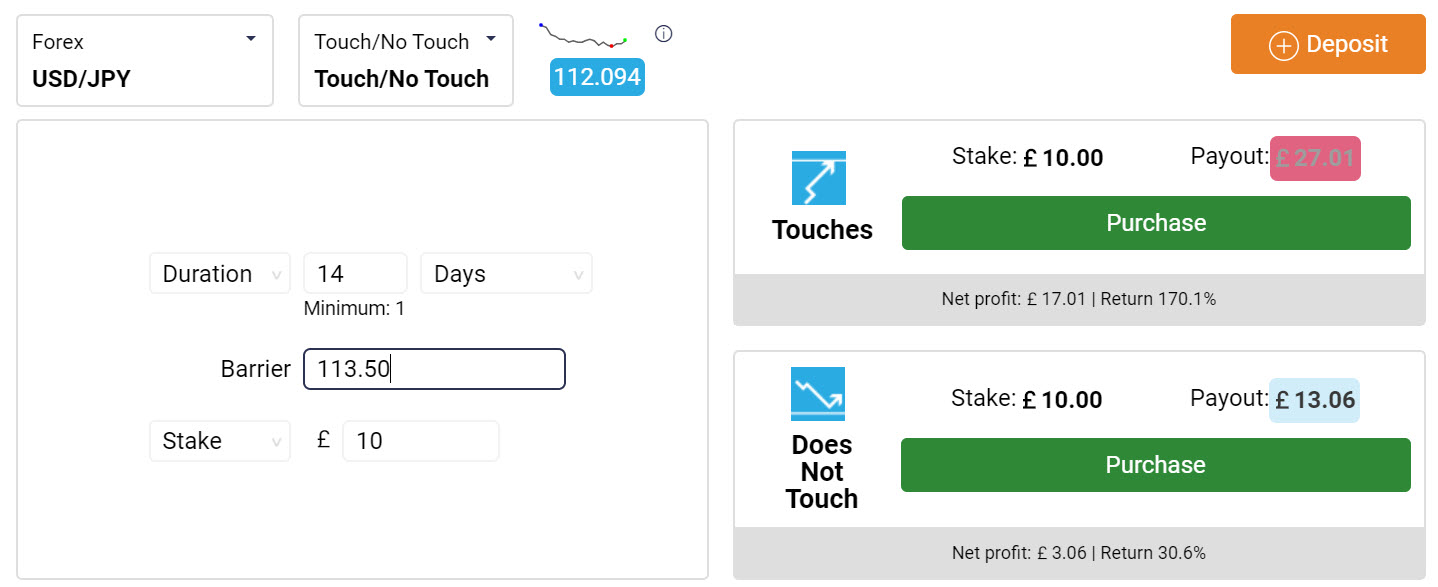 Forex
USD/JPY
Touch/No Touch
Touch/No Touch
112.094
Deposit
Duration 14 Days
Minimum: 1
Barrier 113.50
Stake £ 10
Touches
Stake: £ 10.00 Payout: £ 27.01
Purchase
Net profit: £ 17.01 | Return 170.1%
Does
Not
Touch
Stake: £ 10.00 Payout: £ 13.06
Purchase
Net profit: £ 3.06 | Return 30.6%